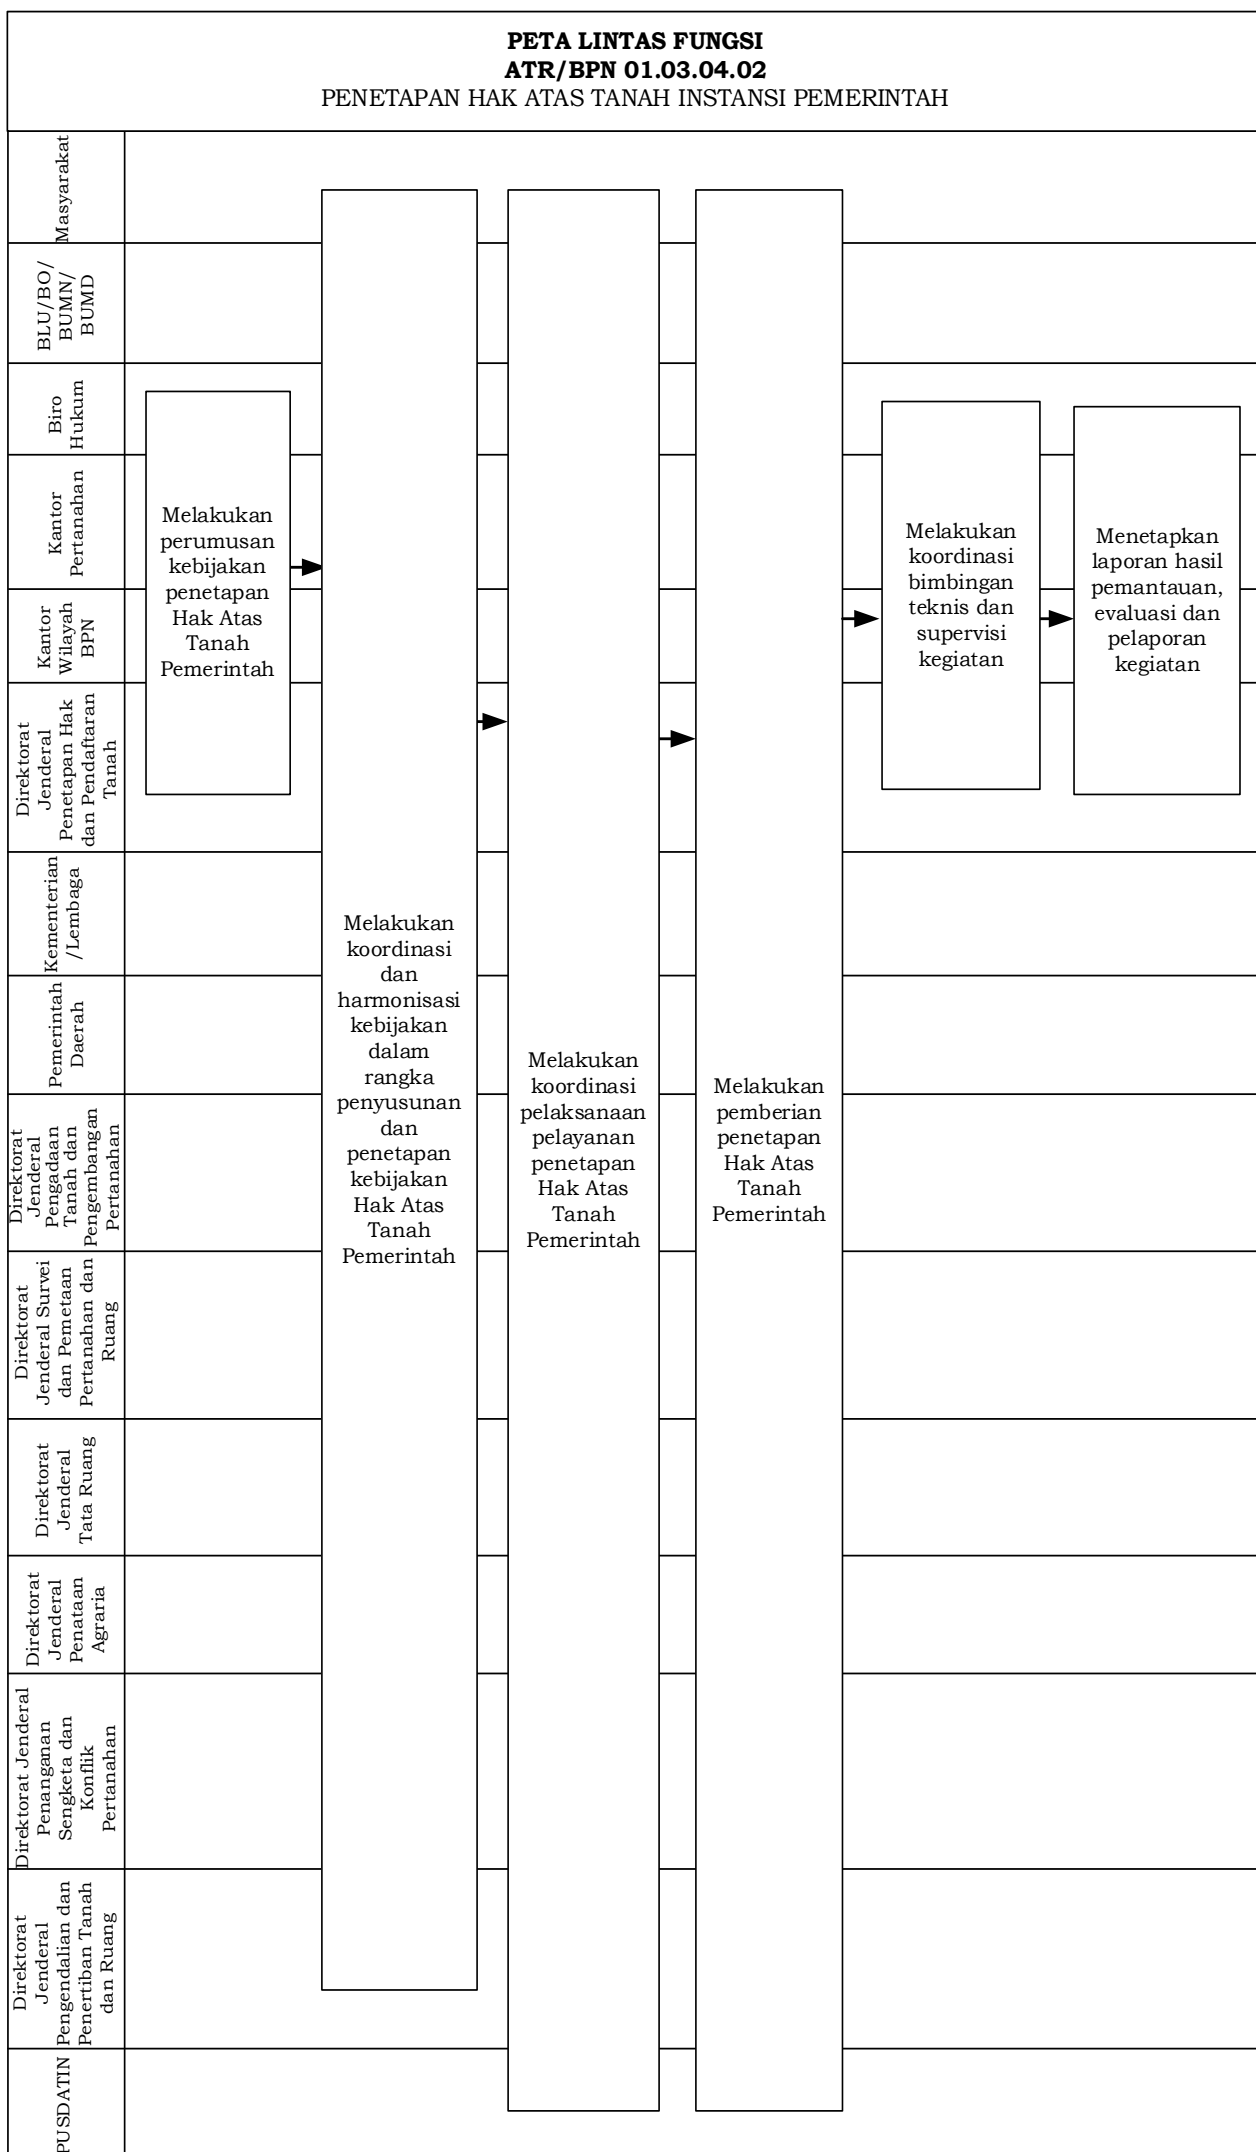 PETA LINTAS FUNGSI
ATR/BPN 01.03.04.02
PENETAPAN HAK ATAS TANAH INSTANSI PEMERINTAH
Masyarakat
BLU/BO/
BUMN/
BUMD
Biro
Hukum
Kantor
Pertanahan
Kantor
Wilayah
BPN
Direktorat
Jenderal
Penetapan Hak
dan Pendaftaran
Tanah
Kementerian
/Lembaga
Pemerintah
Daerah
Direktorat
Jenderal
Pengadaan
Tanah dan
Pengembangan
Pertanahan
Direktorat
Jenderal Survei
dan Pemetaan
Pertanahan dan
Ruang
Direktorat
Jenderal
Tata Ruang
Direktorat
Jenderal
Penataan
Agraria
Direktorat Jenderal
Penanganan
Sengketa dan
Konflik
Pertanahan
Direktorat
Jenderal
Pengendalian dan
Penertiban Tanah
dan Ruang
PUSDATIN
Melakukan
perumusan
kebijakan
penetapan
Hak Atas
Tanah
Pemerintah
Melakukan
koordinasi
dan
harmonisasi
kebijakan
dalam
rangka
penyusunan
dan
penetapan
kebijakan
Hak Atas
Tanah
Pemerintah
Melakukan
koordinasi
pelaksanaan
pelayanan
penetapan
Hak Atas
Tanah
Pemerintah
Melakukan
pemberian
penetapan
Hak Atas
Tanah
Pemerintah
Melakukan
koordinasi
bimbingan
teknis dan
supervisi
kegiatan
Menetapkan
laporan hasil
pemantauan,
evaluasi dan
pelaporan
kegiatan